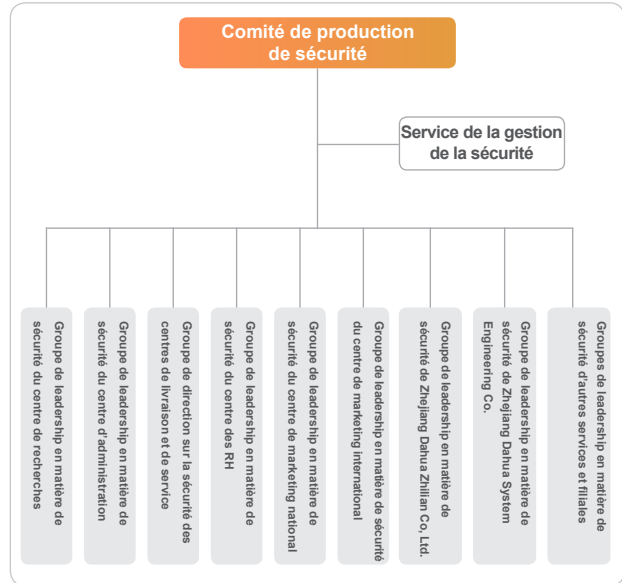 Comité de production
de sécurité
Service de la gestion
de la sécurité
Groupe de leadership en matière de
sécurité du centre de recherches
Groupe de leadership en matière de
sécurité du centre d'administration
Groupe de direction sur la sécurité des
centres de livraison et de service
Groupe de leadership en matière de
sécurité du centre des RH
Groupe de leadership en matière de
sécurité du centre de marketing national
Groupe de leadership en matière de sécurité
du centre de marketing international
Groupe de leadership en matière de
sécurité de Zhejiang Dahua Zhilian Co, Ltd.
Groupe de leadership en matière de
sécurité de Zhejiang Dahua System
Engineering Co.
Groupes de leadership en matière de
sécurité d'autres services et filiales